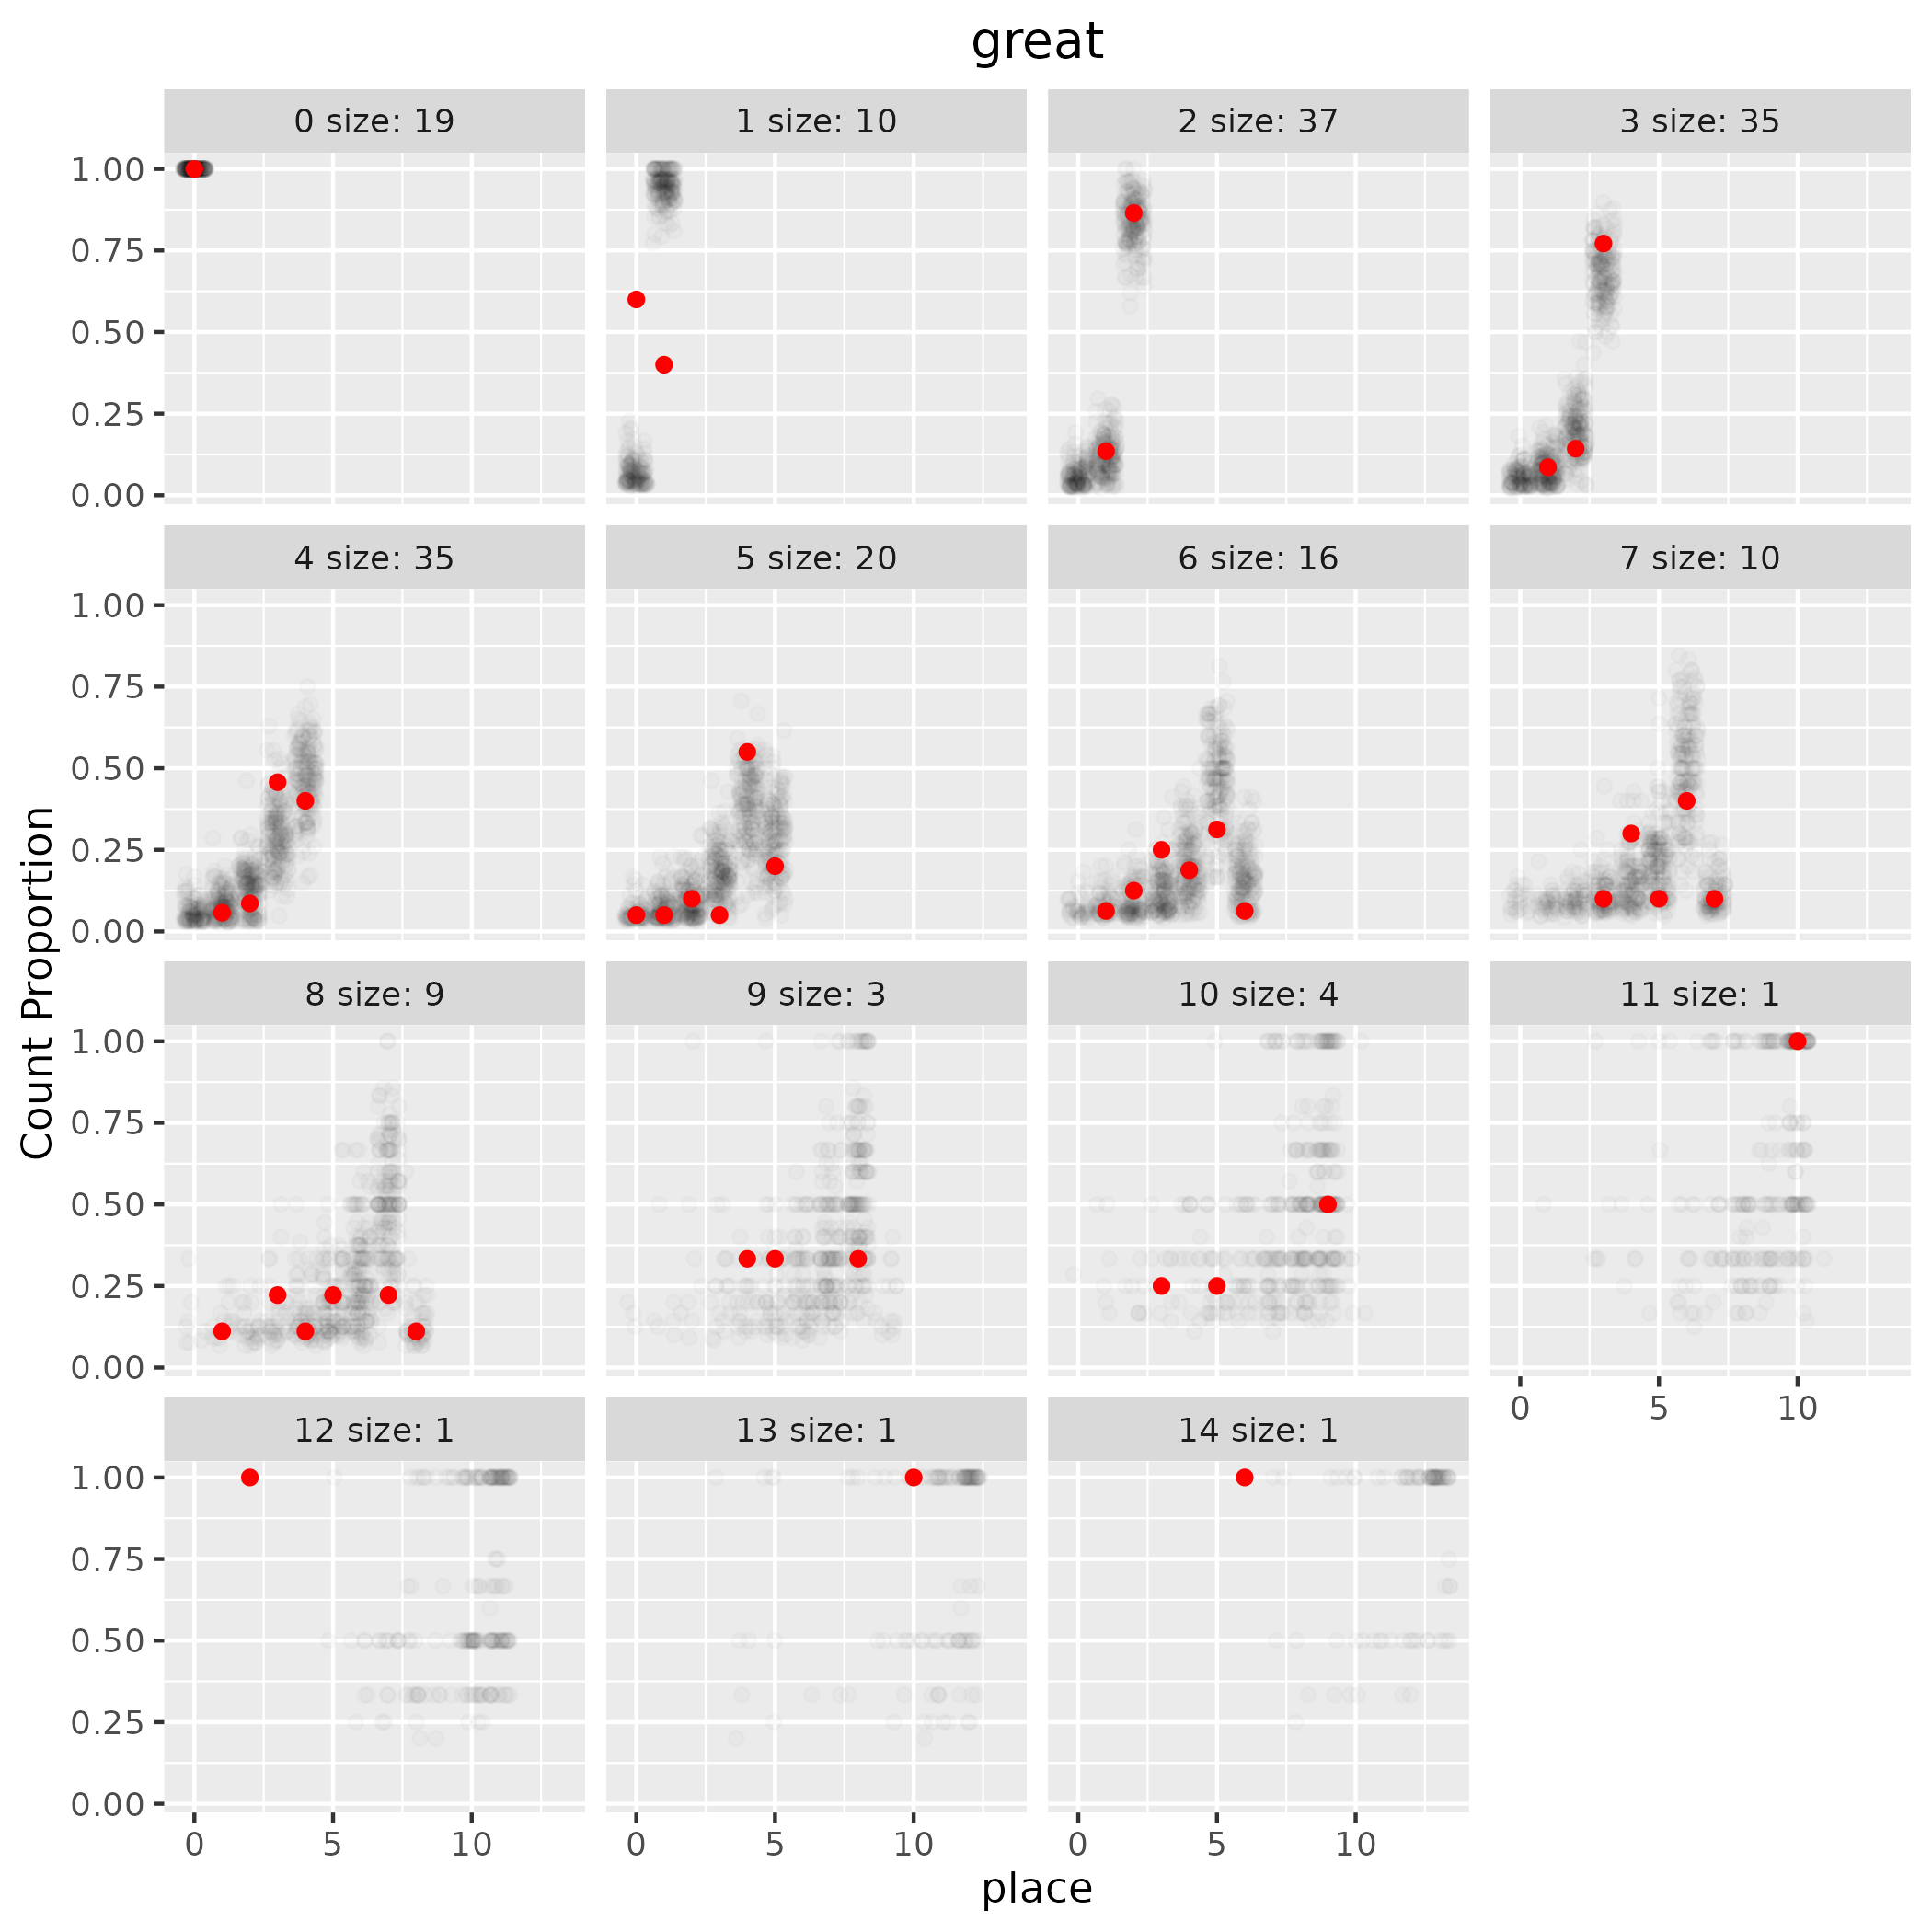 great
0 size: 19
1 size: 10
2 size: 37
3 size: 35
1.00
0.75
0.50
0.25
0.00
4 size: 35
5 size: 20
6 size: 16
7 size: 10
1.00
0.75
0.50
0.25
0.00
Count Proportion
8 size: 9
9 size: 3
10 size: 4
11 size: 1
1.00
0.75
0.50
0.25
0.00
0 5 10
12 size: 1
13 size: 1
14 size: 1
1.00
0.75
0.50
0.25
0.00
0 5 10
0 5 10
0 5 10
place